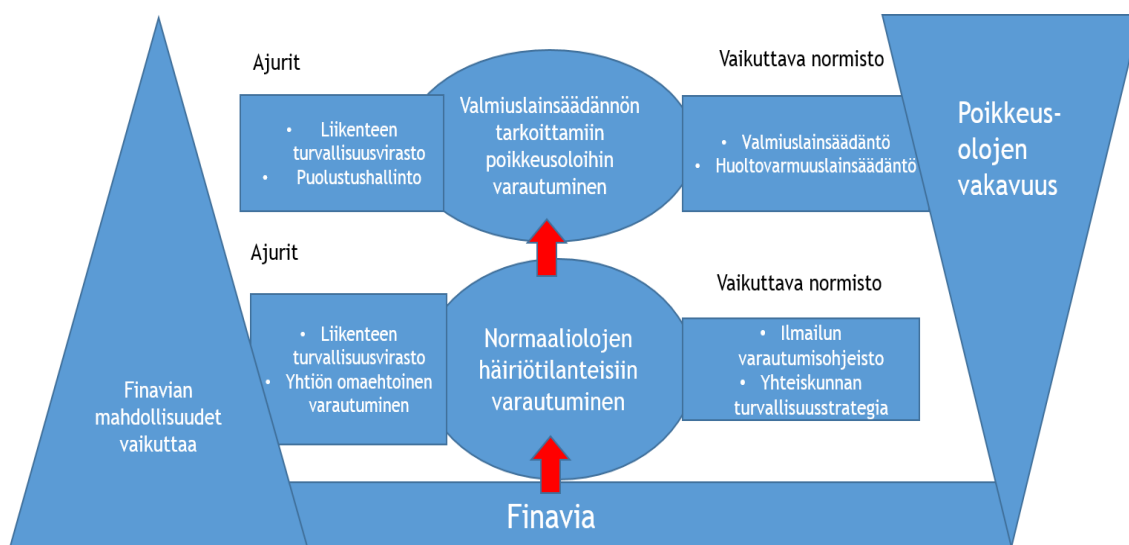 Ajurit
Vaikuttava normisto
• Liikenteen
turvallisuusvirasto
• Puolustushallinto
Valmiuslainsäädännön
tarkoittamiin
poikkeusoloihin
varautuminen
• Valmiuslainsäädäntö
• Huoltovarmuuslainsäädäntö
Poikkeus-
olojen
vakavuus
Ajurit
Vaikuttava normisto
• Liikenteen
turvallisuusvirasto
• Yhtiön omaehtoinen
varautuminen
Normaaliolojen
häiriötilanteisiin
varautuminen
• Ilmailun
varautumisohjeisto
• Yhteiskunnan
turvallisuusstrategia
Finavian
mahdollisuudet
vaikuttaa
Finavia